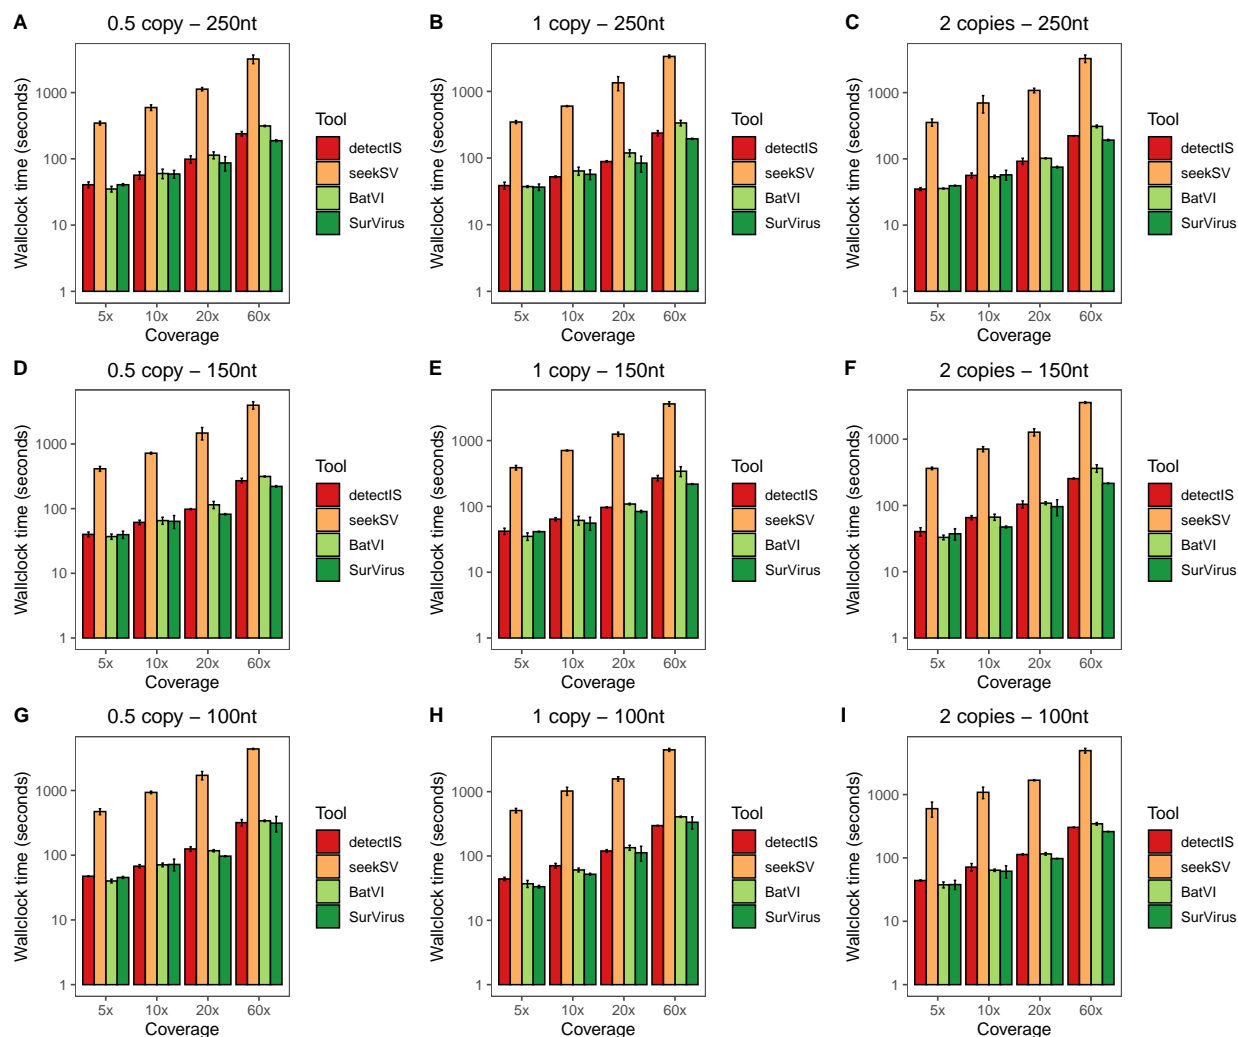 A
0.5 copy − 250nt
Wallclock time (seconds)
1000
100
10
1
5x 10x 20x 60x
Coverage
Tool
detectIS
seekSV
BatVI
SurVirus
B
1 copy − 250nt
Wallclock time (seconds)
1000
100
10
1
5x 10x 20x 60x
Coverage
Tool
detectIS
seekSV
BatVI
SurVirus
C
2 copies − 250nt
Wallclock time (seconds)
1000
100
10
1
5x 10x 20x 60x
Coverage
Tool
detectIS
seekSV
BatVI
SurVirus
D
0.5 copy − 150nt
Wallclock time (seconds)
1000
100
10
1
5x 10x 20x 60x
Coverage
Tool
detectIS
seekSV
BatVI
SurVirus
E
1 copy − 150nt
Wallclock time (seconds)
1000
100
10
1
5x 10x 20x 60x
Coverage
Tool
detectIS
seekSV
BatVI
SurVirus
F
2 copies − 150nt
Wallclock time (seconds)
1000
100
10
1
5x 10x 20x 60x
Coverage
Tool
detectIS
seekSV
BatVI
SurVirus
G
0.5 copy − 100nt
Wallclock time (seconds)
1000
100
10
1
5x 10x 20x 60x
Coverage
Tool
detectIS
seekSV
BatVI
SurVirus
H
1 copy − 100nt
Wallclock time (seconds)
1000
100
10
1
5x 10x 20x 60x
Coverage
Tool
detectIS
seekSV
BatVI
SurVirus
I
2 copies − 100nt
Wallclock time (seconds)
1000
100
10
1
5x 10x 20x 60x
Coverage
Tool
detectIS
seekSV
BatVI
SurVirus